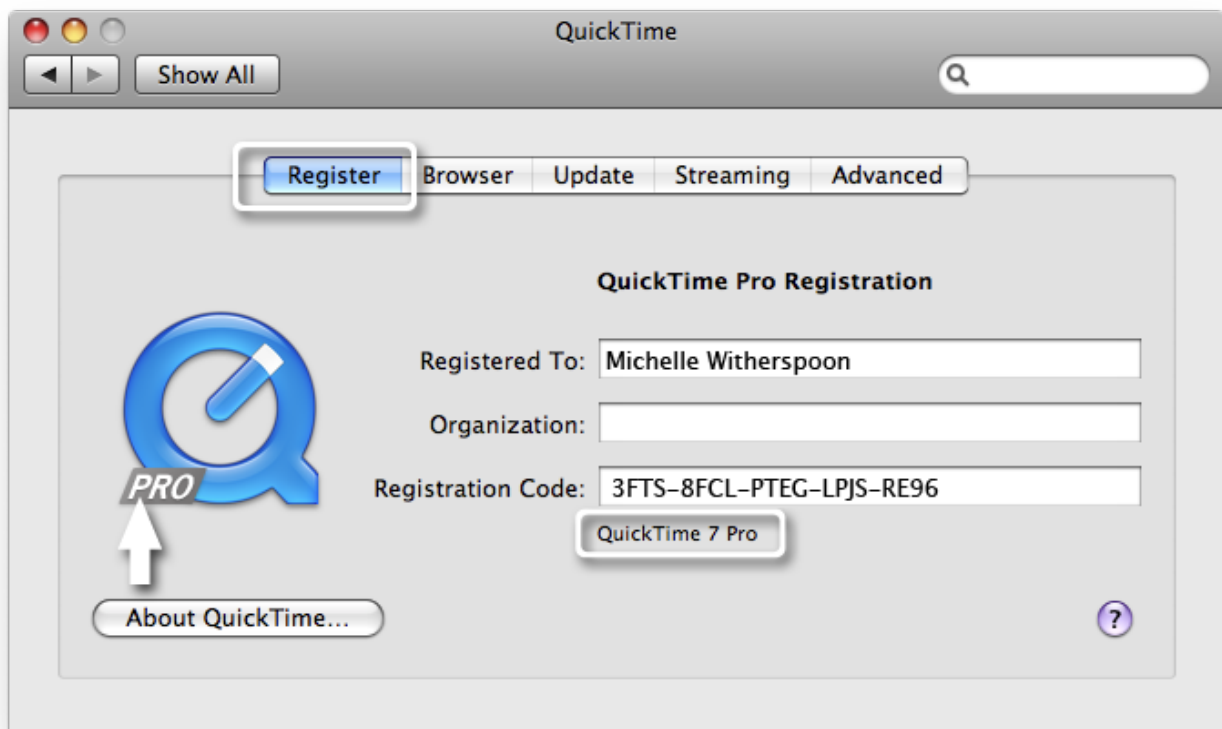 QuickTime
Show All
Register Browser Update Streaming Advanced
QuickTime Pro Registration
Registered To: Michelle Witherspoon
Organization:
PRO
Registration Code: 3FTS-8FCL-PTEG-LPJS-RE96
QuickTime 7 Pro
About QuickTime...
?